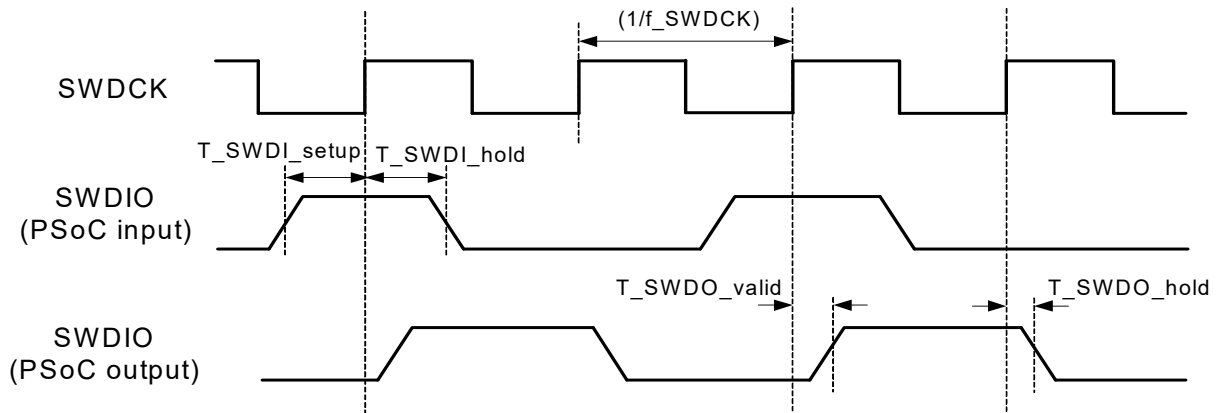 (1/f_SWDCK)
SWDCK
T_SWDI_setup
T_SWDI_hold
SWDIO
(PSoC input)
T_SWDO_valid
T_SWDO_hold
SWDIO
(PSoC output)